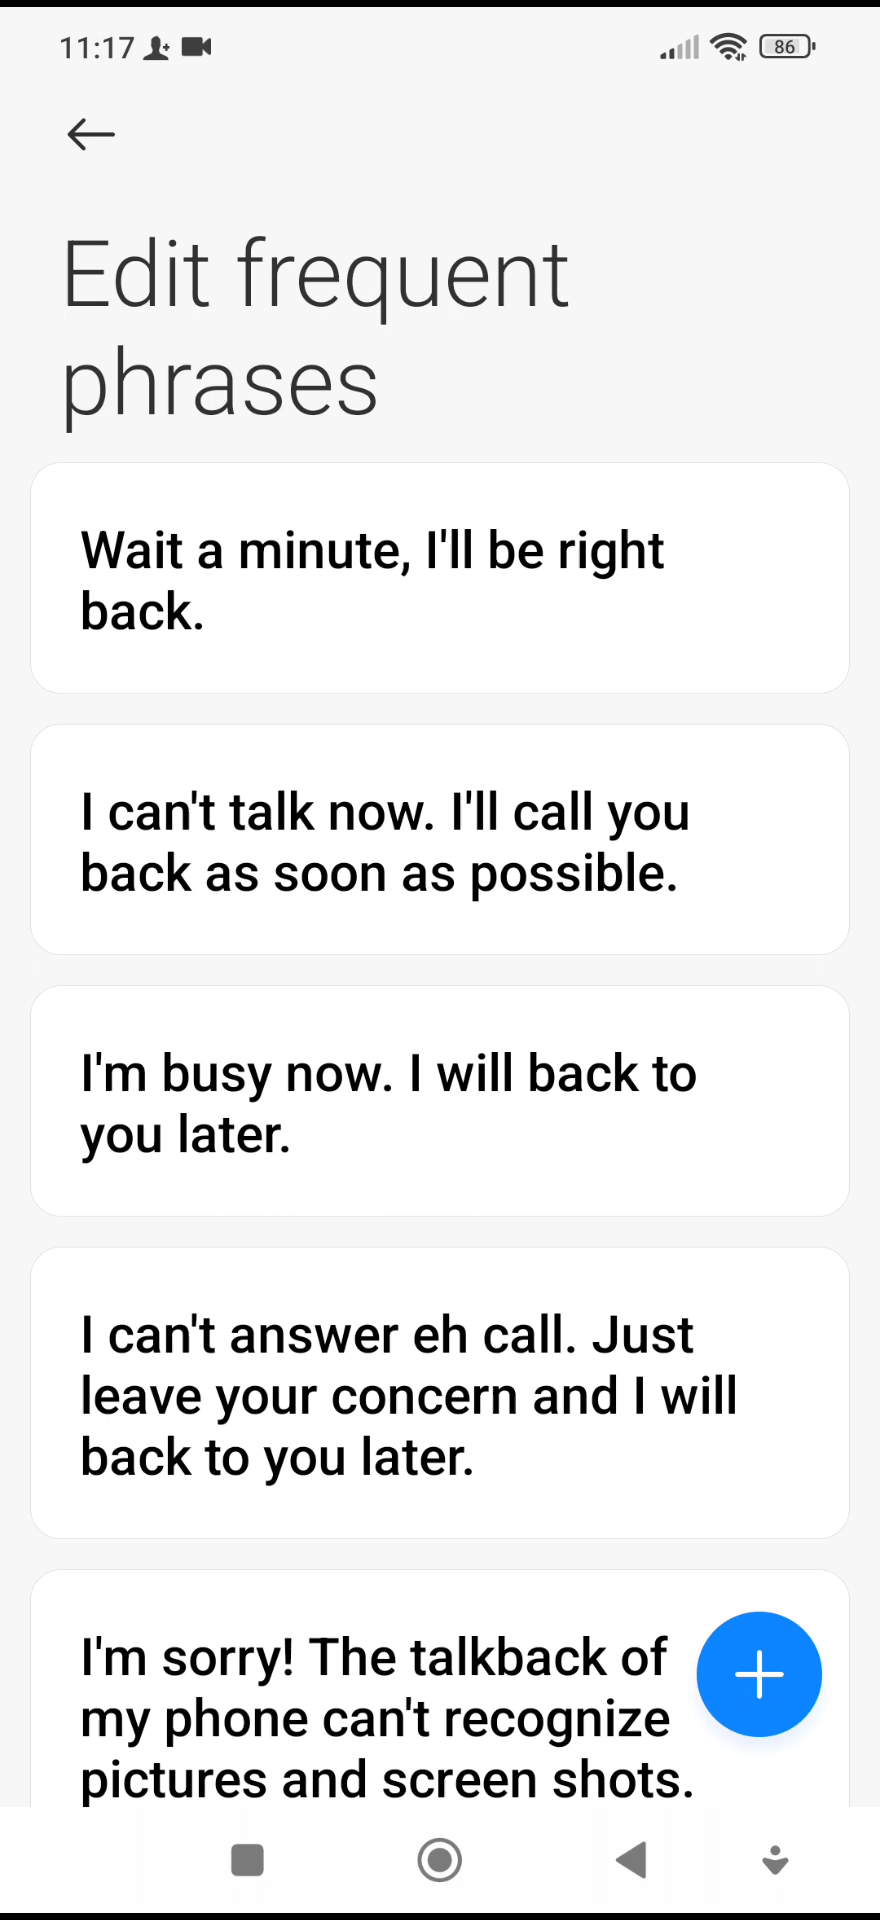 11:17
86
Edit frequent
phrases
Wait a minute, I'll be right
back.
I can't talk now. I'll call you
back as soon as possible.
I'm busy now. I will back to
you later.
I can't answer eh call. Just
leave your concern and I will
back to you later.
I'm sorry! The talkback of
my phone can't recognize
pictures and screen shots.